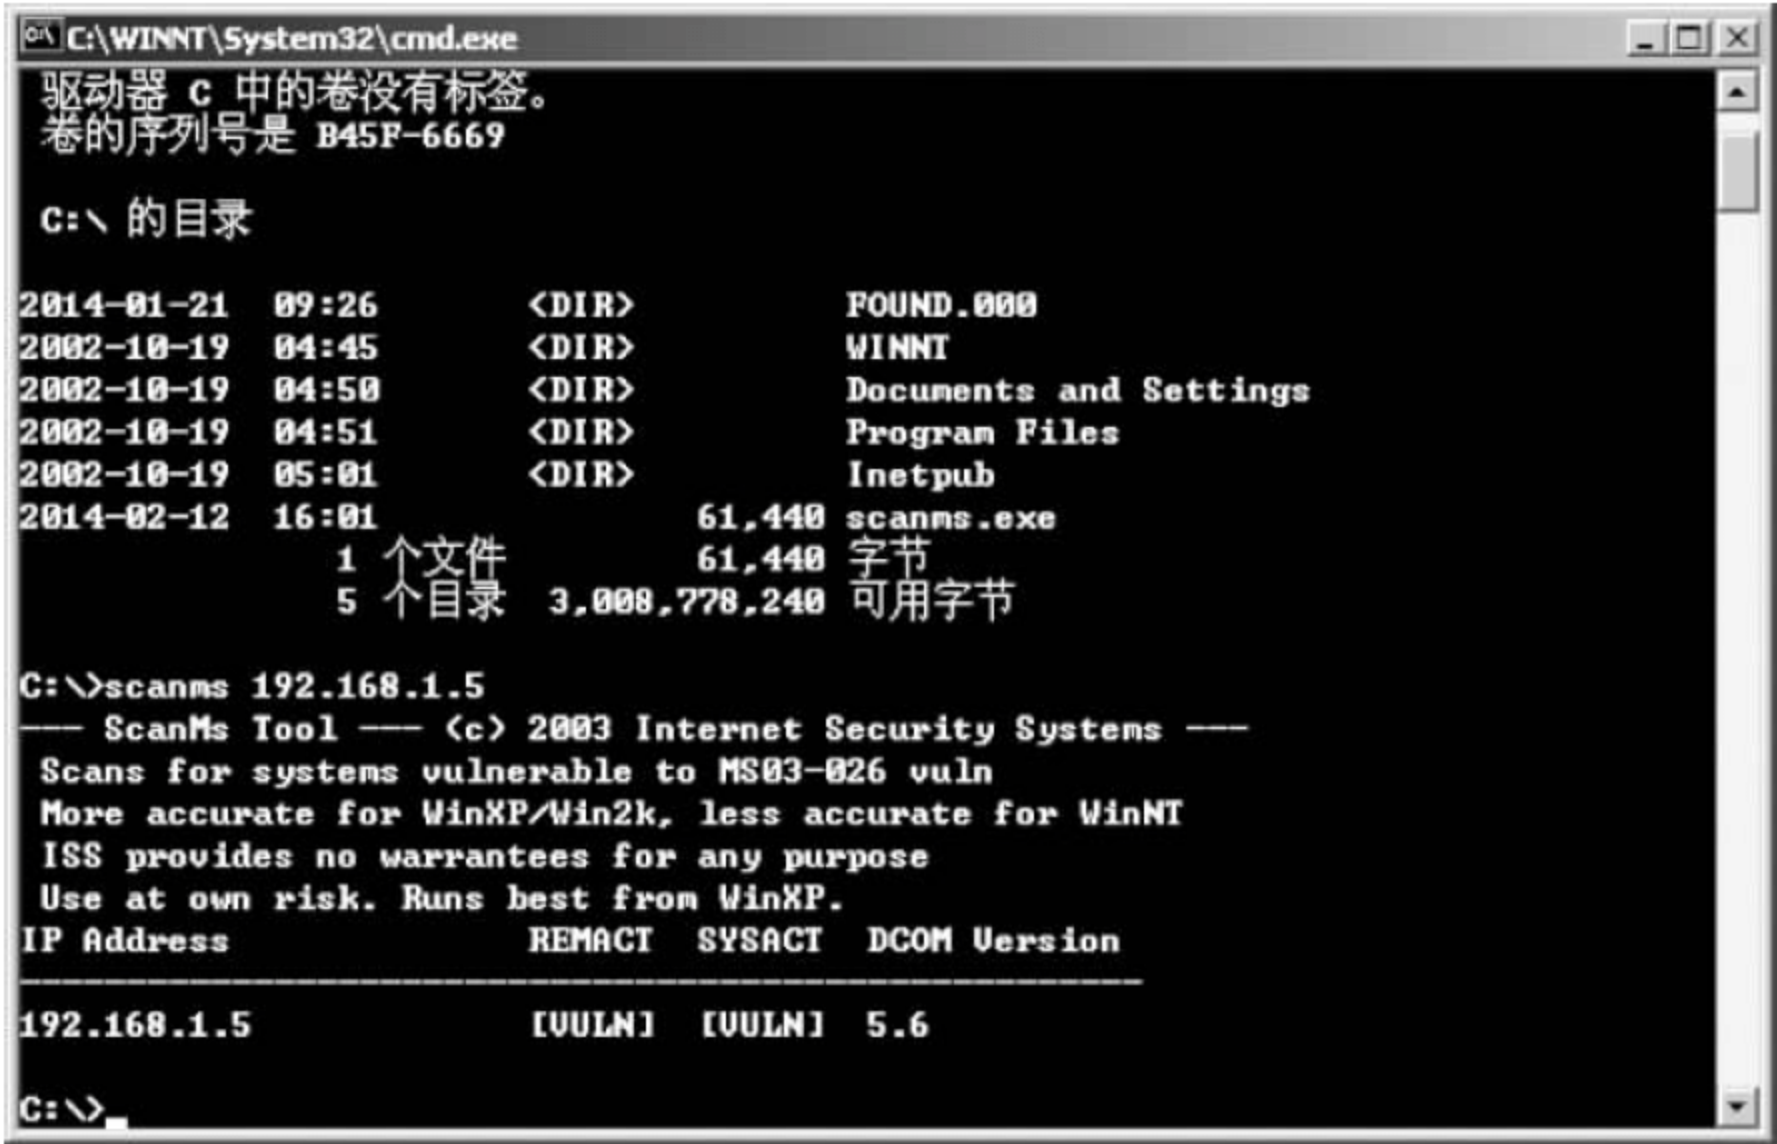 C:\WINNT\System32\cmd.exe
驱动器 C 中的卷没有标签。
卷的序列号是 B45F-6669
C:\ 的目录
2014-01-21  09:26       <DIR>          FOUND.000
2002-10-19  04:45       <DIR>          WINNT
2002-10-19  04:50       <DIR>          Documents and Settings
2002-10-19  04:51       <DIR>          Program Files
2002-10-19  05:01       <DIR>          Inetpub
2014-02-12  16:01               61,440 scanms.exe
1 个文件         61,440 字节
5 个目录  3,008,778,240 可用字节
C:\>scanms 192.168.1.5
--- ScanMs Tool --- (c) 2003 Internet Security Systems ---
Scans for systems vulnerable to MS03-026 vuln
More accurate for WinXP/Win2k, less accurate for WinNT
ISS provides no warrantees for any purpose
Use at own risk. Runs best from WinXP.
IP Address              REMACT  SYSACT  DCOM Version
-----------------------------------------------------
192.168.1.5             [VULN]  [VULN]  5.6
C:\>_